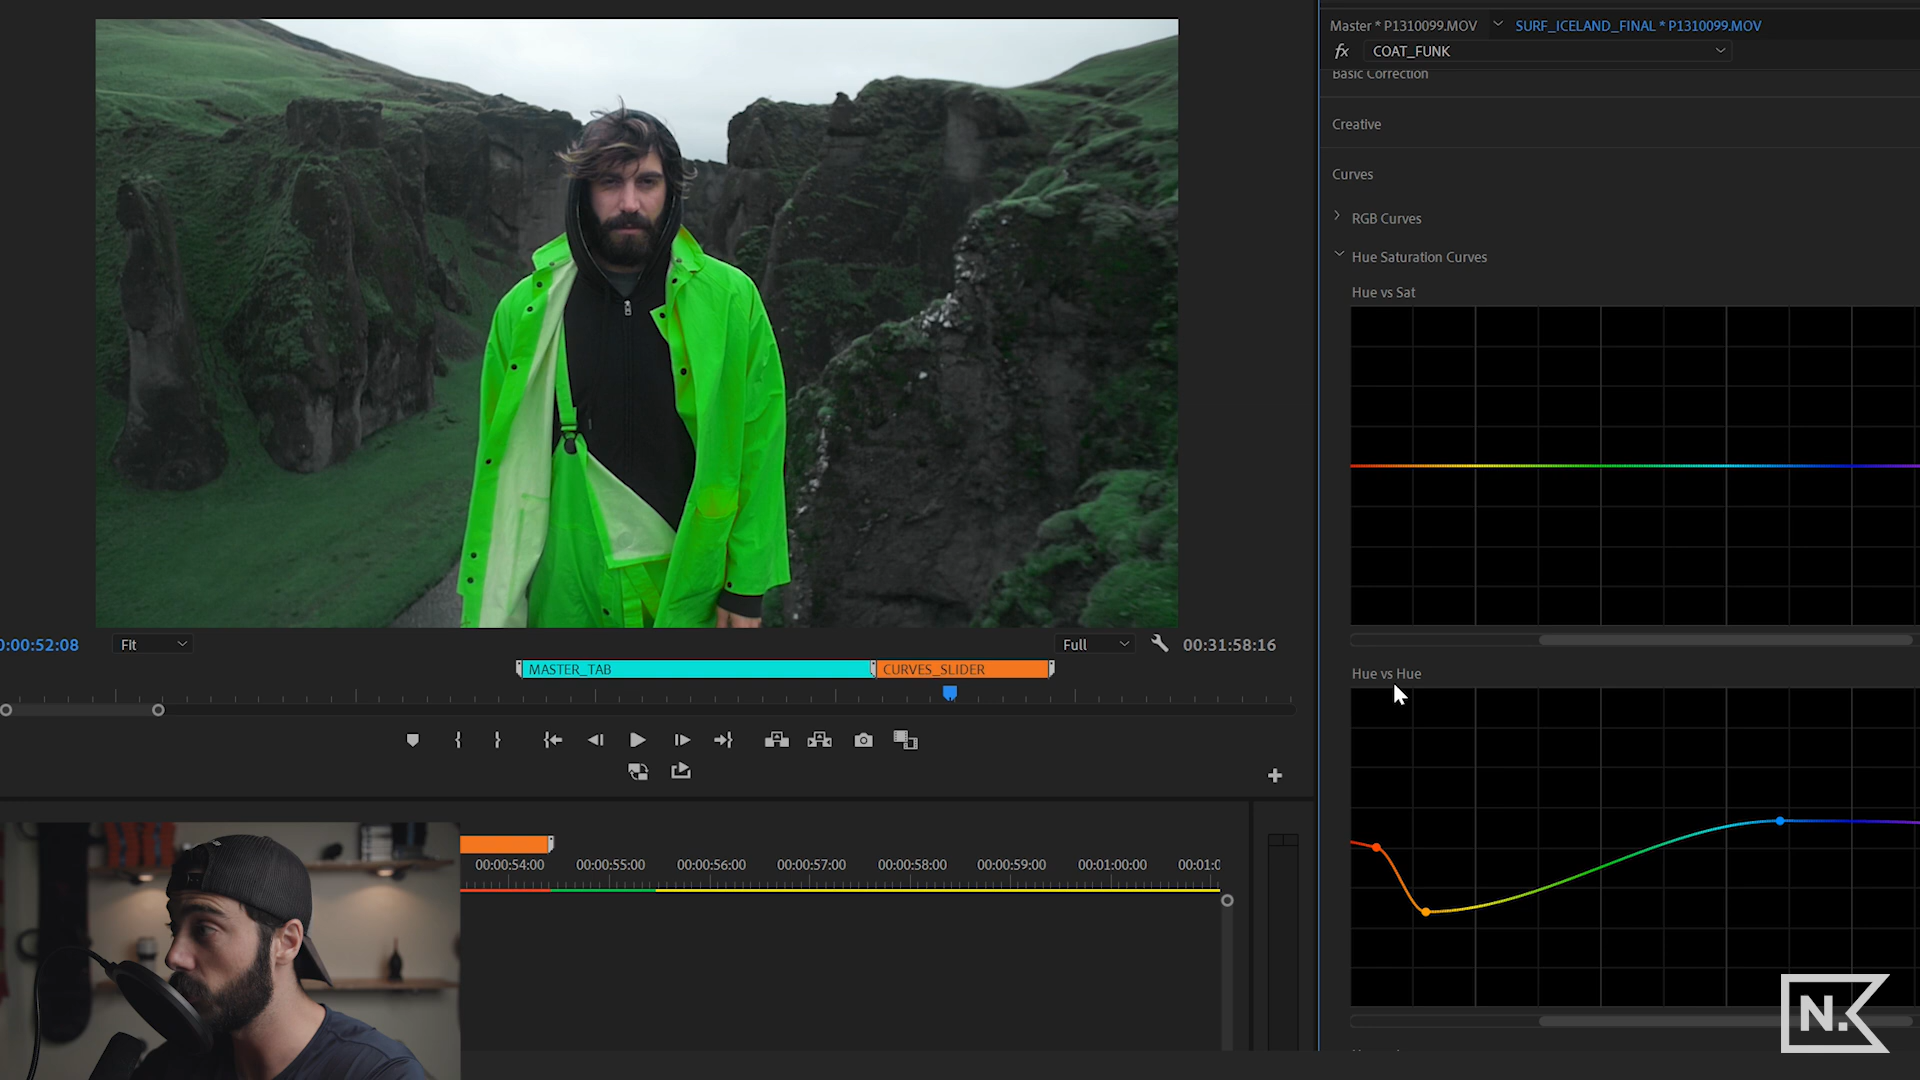 Master * P1310099.MOV
SURF_ICELAND_FINAL * P1310099.MOV
fx
COAT_FUNK
Basic Correction
Creative
Curves
RGB Curves
Hue Saturation Curves
Hue vs Sat
Hue vs Hue
0:00:52:08
Fit
Full
00:31:58:16
MASTER_TAB
CURVES_SLIDER
00:00:54:00
00:00:55:00
00:00:56:00
00:00:57:00
00:00:58:00
00:00:59:00
00:01:00:00
00:01:0
N.K